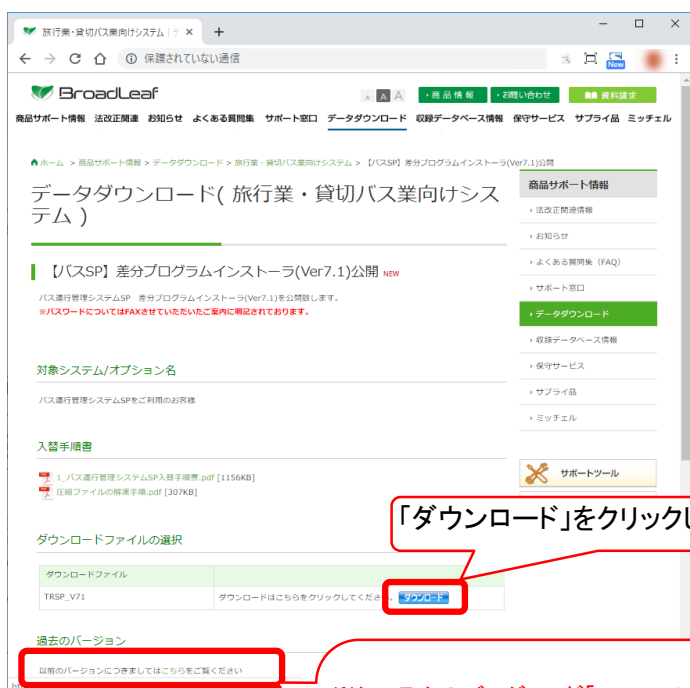 旅行業・貸切バス業向けシステム | デ
保護されていない通信
New
BroadLeaf
A A A
・商品情報
・お問い合わせ
資料請求
商品サポート情報 法改正関連 お知らせ よくある質問集 サポート窓口 データダウンロード 収録データベース情報 保守サービス サプライ品 ミッチェル
ホーム > 商品サポート情報 > データダウンロード > 旅行業・貸切バス業向けシステム > 【バスSP】差分プログラムインストーラ(Ver7.1)公開
データダウンロード( 旅行業・貸切バス業向けシス
テム )
【バスSP】差分プログラムインストーラ(Ver7.1)公開 NEW
バス運行管理システムSP 差分プログラムインストーラ(Ver7.1)を公開致します。
※パスワードについてはFAXさせていただいたご案内に明記されております。
対象システム/オプション名
バス運行管理システムSPをご利用のお客様
入替手順書
1_バス運行管理システムSP入替手順書.pdf [1156KB]
圧縮ファイルの解凍手順.pdf [307KB]
ダウンロードファイルの選択
ダウンロードファイル
TRSP_V71 ダウンロードはこちらをクリックしてくださ 。 ダウンロード
過去のバージョン
以前のバージョンにつきましてはこちらをご覧ください
商品サポート情報
› 法改正関連情報
› お知らせ
› よくある質問集（FAQ）
› サポート窓口
› データダウンロード
› 収録データベース情報
› 保守サービス
› サプライ品
› ミッチェル
サポートツール
「ダウンロード」をクリックし